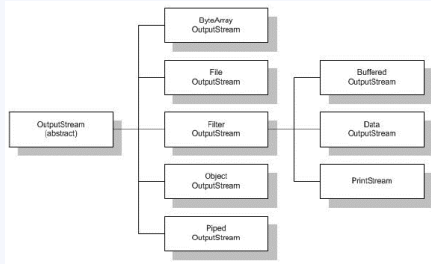 ByteArray
OutputStream
File
OutputStream
Buffered
OutputStream
OutputStream
(abstract)
Filter
OutputStream
Data
OutputStream
Object
OutputStream
PrintStream
Piped
OutputStream